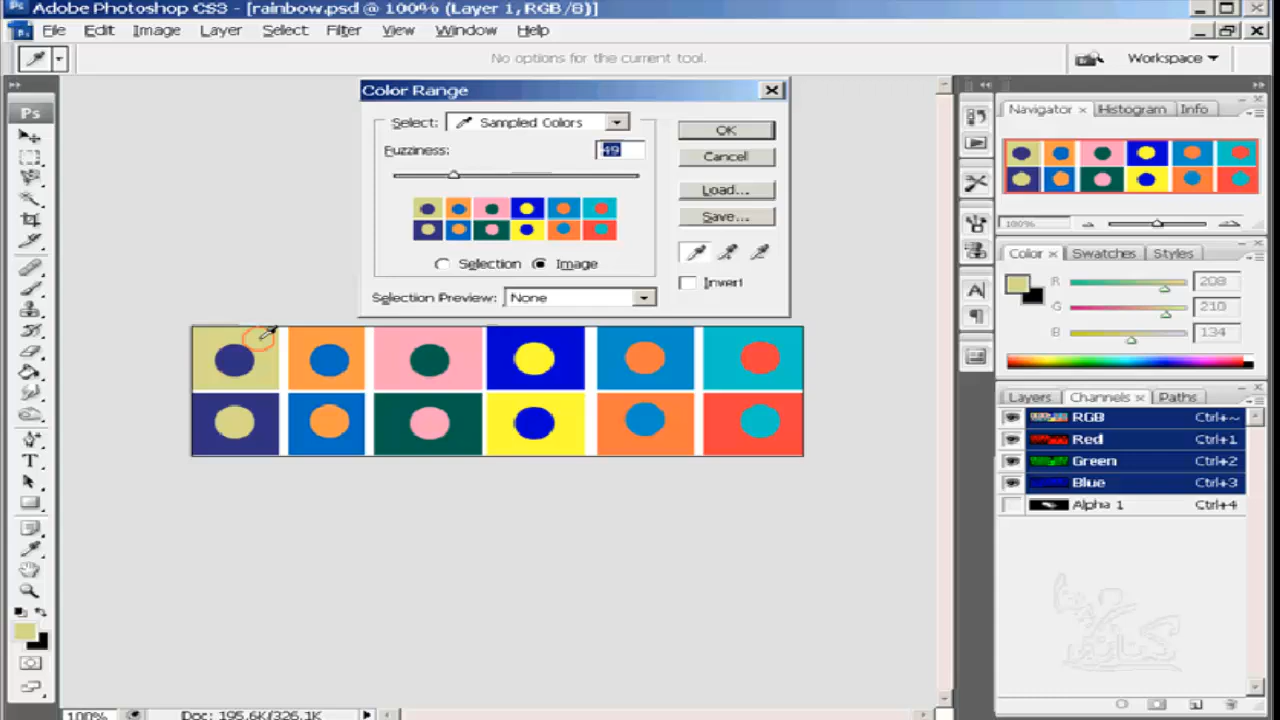 Adobe Photoshop CS3 - [rainbow.psd @ 100% (Layer 1, RGB/8)]
File Edit Image Layer Select Filter View Window Help
No options for the current tool.
Workspace
Ps
Color Range
Select: Sampled Colors
Fuzziness: 49
OK
Cancel
Load...
Save...
Selection Image
Invert
Selection Preview: None
Navigator Histogram Info
100%
Color Swatches Styles
R 208
G 210
B 134
Layers Channels Paths
RGB Ctrl+~
Red Ctrl+1
Green Ctrl+2
Blue Ctrl+3
Alpha 1 Ctrl+4
100% Doc: 195.6K/326.1K